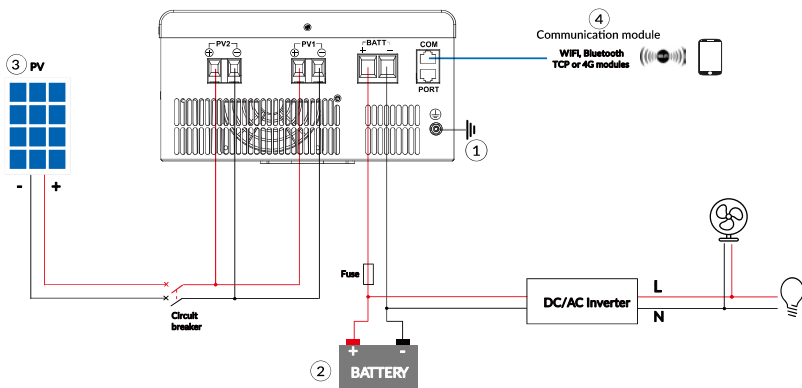 4
Communication module
WIFI, Bluetooth
TCP or 4G modules
PV2
PV1
BATT
COM
+ - + - + -
PORT
3 PV
1
- +
Fuse
Circuit
breaker
DC/AC Inverter
L
N
+ -
2
BATTERY